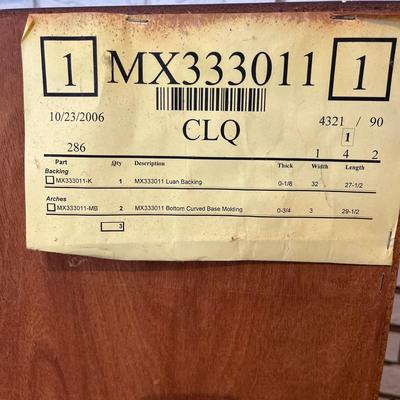 1 MX333011 1
10/23/2006 CLQ 4321 / 90
1
286 1 4 2
Part Qty Description Thick Width Length
Backing
MX333011-K 1 MX333011 Luan Backing 0-1/8 32 27-1/2
Arches
MX333011-MB 2 MX333011 Bottom Curved Base Molding 0-3/4 3 29-1/2
3